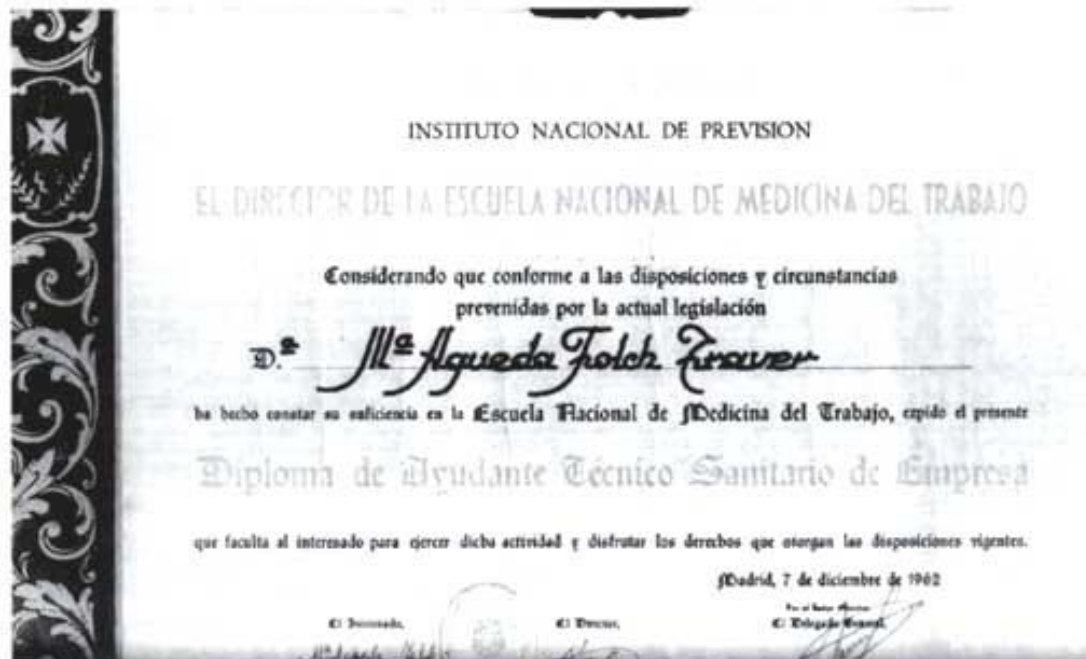 INSTITUTO NACIONAL DE PREVISION
EL DIRECTOR DE LA ESCUELA NACIONAL DE MEDICINA DEL TRABAJO
Considerando que conforme a las disposiciones y circunstancias
prevenidas por la actual legislación
D.ª Mª Agueda Folch Traver
ha hecho constar su suficiencia en la Escuela Nacional de Medicina del Trabajo, expido el presente
Diploma de Ayudante Técnico Sanitario de Empresa
que faculta al interesado para ejercer dicha actividad y disfrutar los derechos que otorgan las disposiciones vigentes.
Madrid, 7 de diciembre de 1962
El Interesado, El Director, El Delegado General,